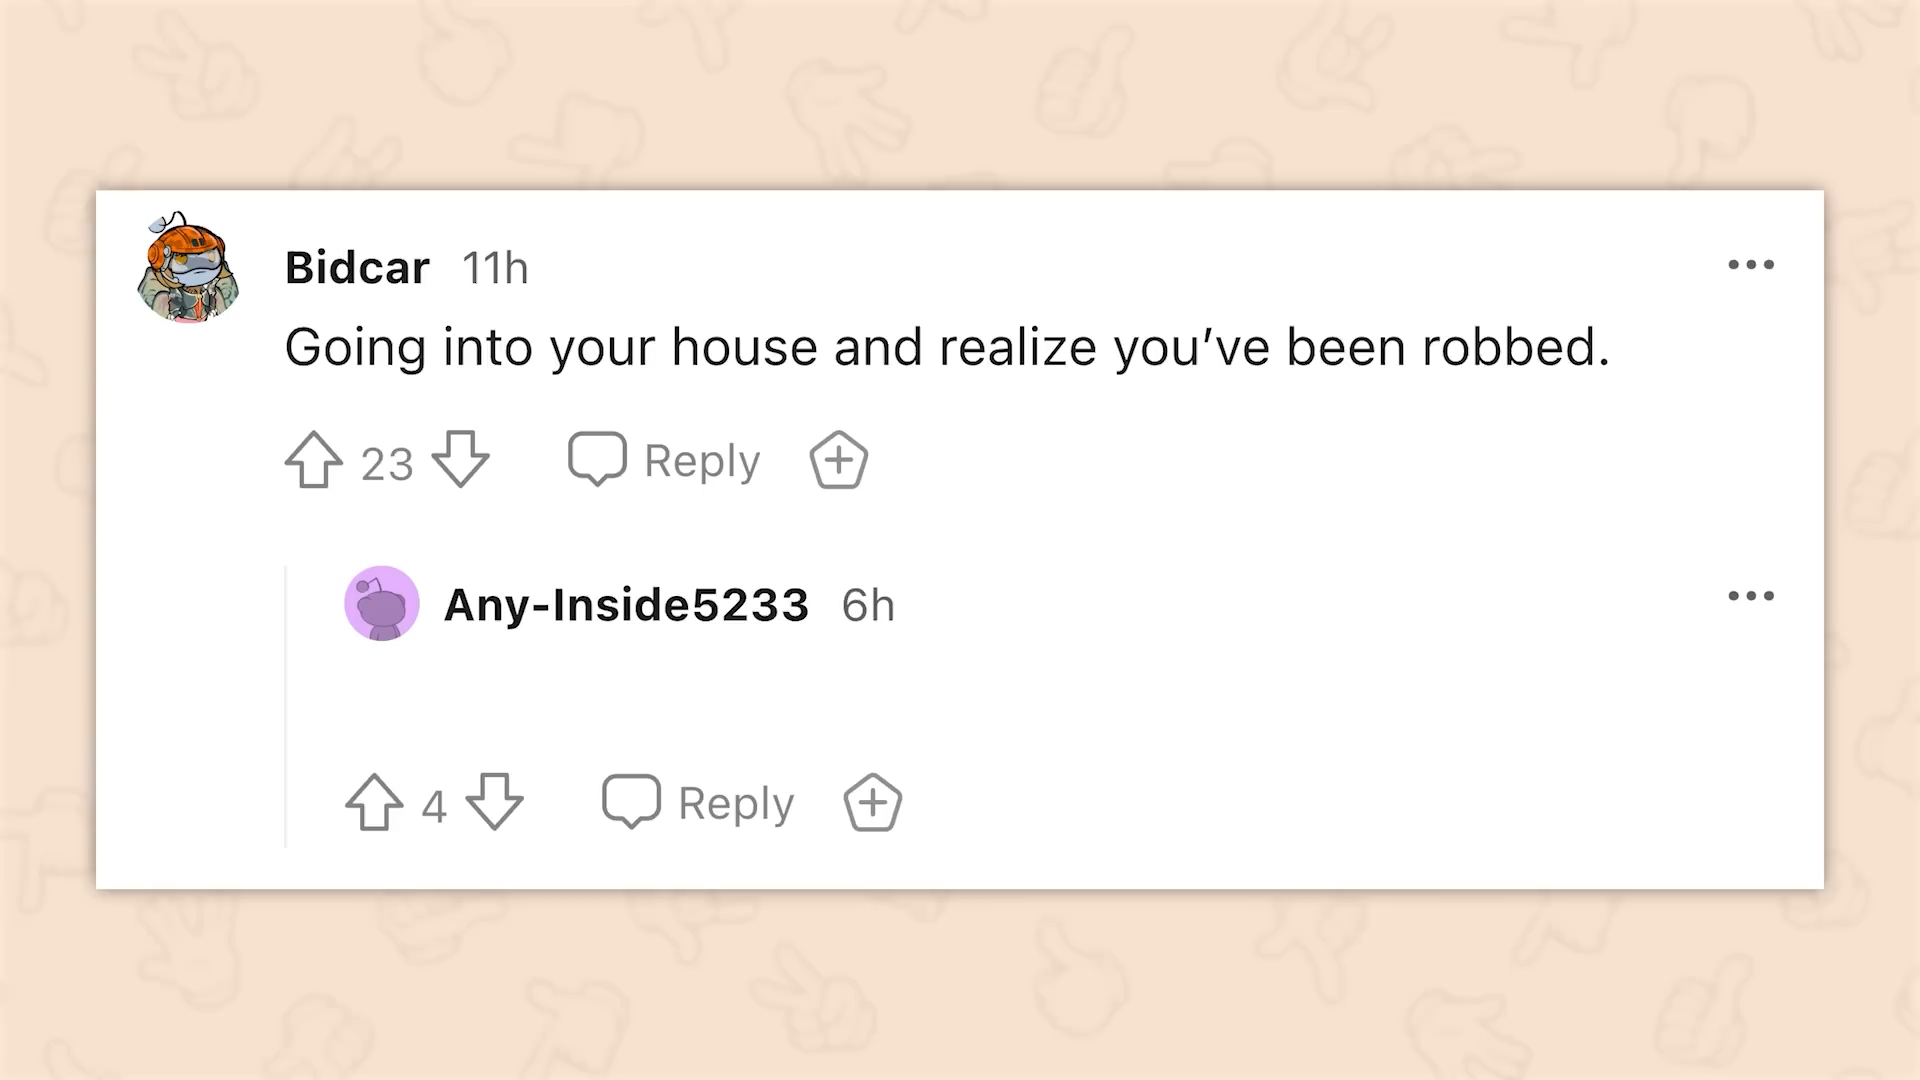 Bidcar 11h
Going into your house and realize you’ve been robbed.
23 Reply
Any-Inside5233 6h
4 Reply